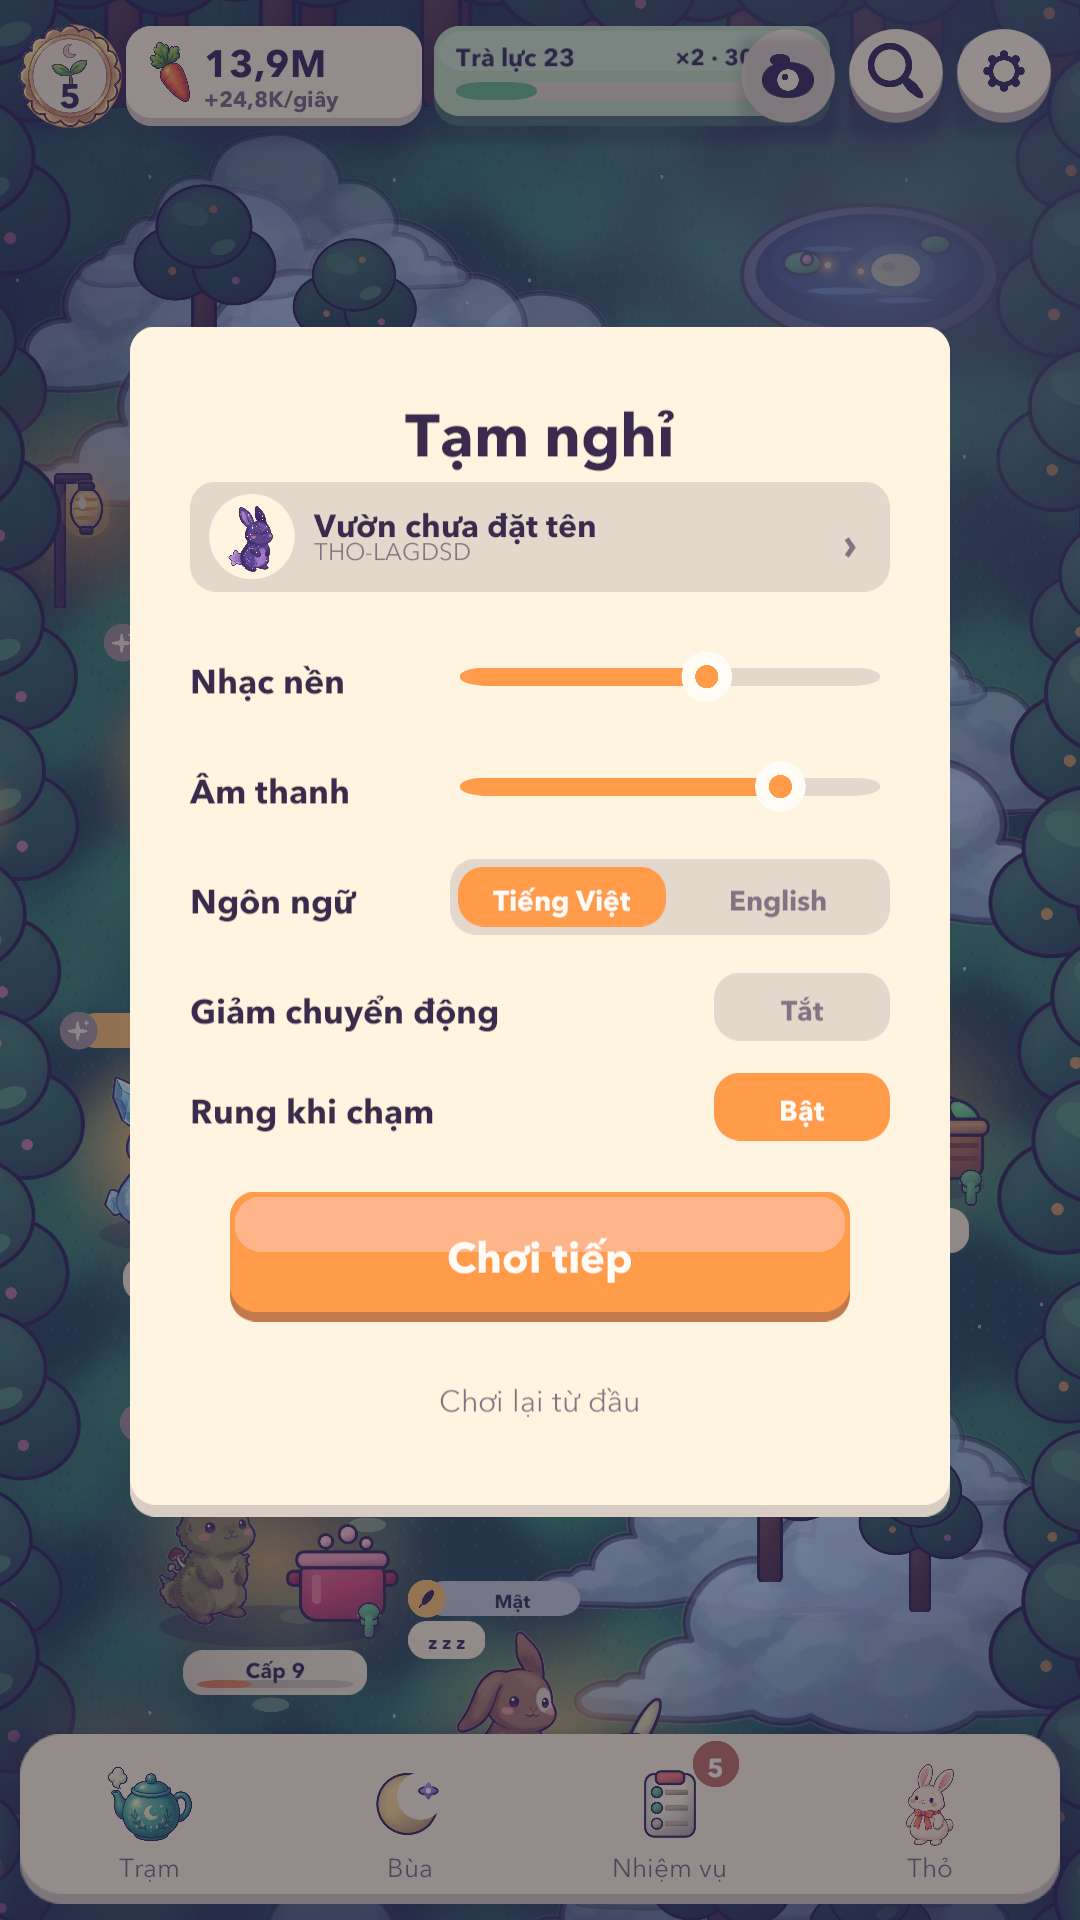 5
13,9M
+24,8K/giây
Trà lực 23
×2 · 30
Tạm nghỉ
Vườn chưa đặt tên
THO-LAGDSD
Nhạc nền
Âm thanh
Ngôn ngữ
Tiếng Việt
English
Giảm chuyển động
Tắt
Rung khi chạm
Bật
Chơi tiếp
Chơi lại từ đầu
Mật
z z z
Cấp 9
5
Trạm
Bùa
Nhiệm vụ
Thỏ